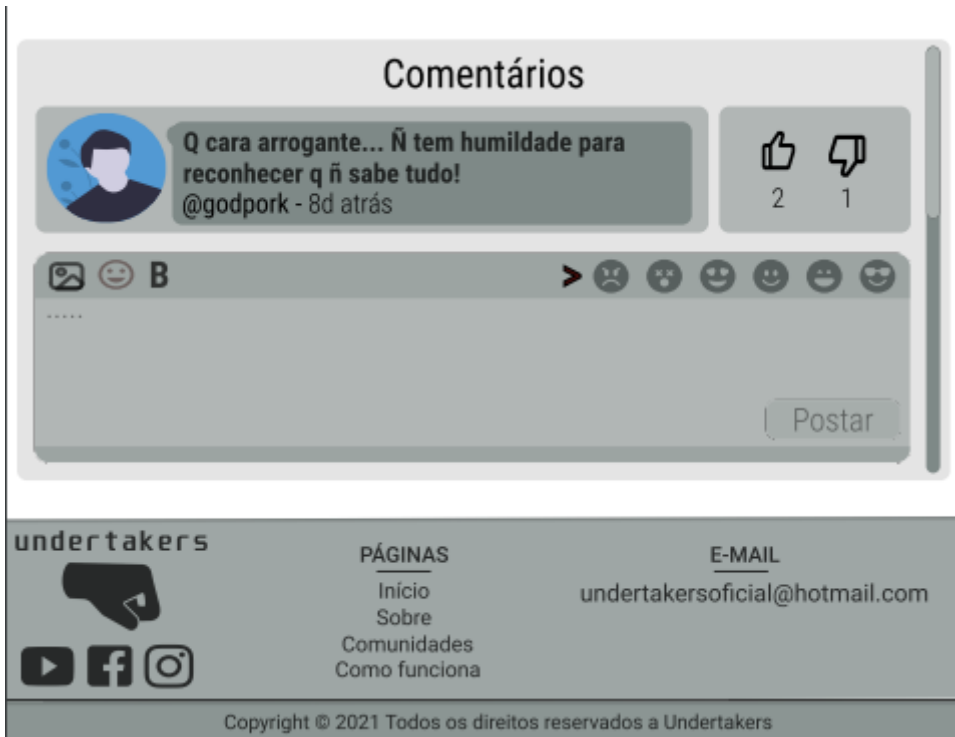 Comentários
Q cara arrogante... Ñ tem humildade para
reconhecer q ñ sabe tudo!
@godpork - 8d atrás
2 1
B >
.....
Postar
undertakers
PÁGINAS
Início
Sobre
Comunidades
Como funciona
E-MAIL
undertakersoficial@hotmail.com
Copyright © 2021 Todos os direitos reservados a Undertakers